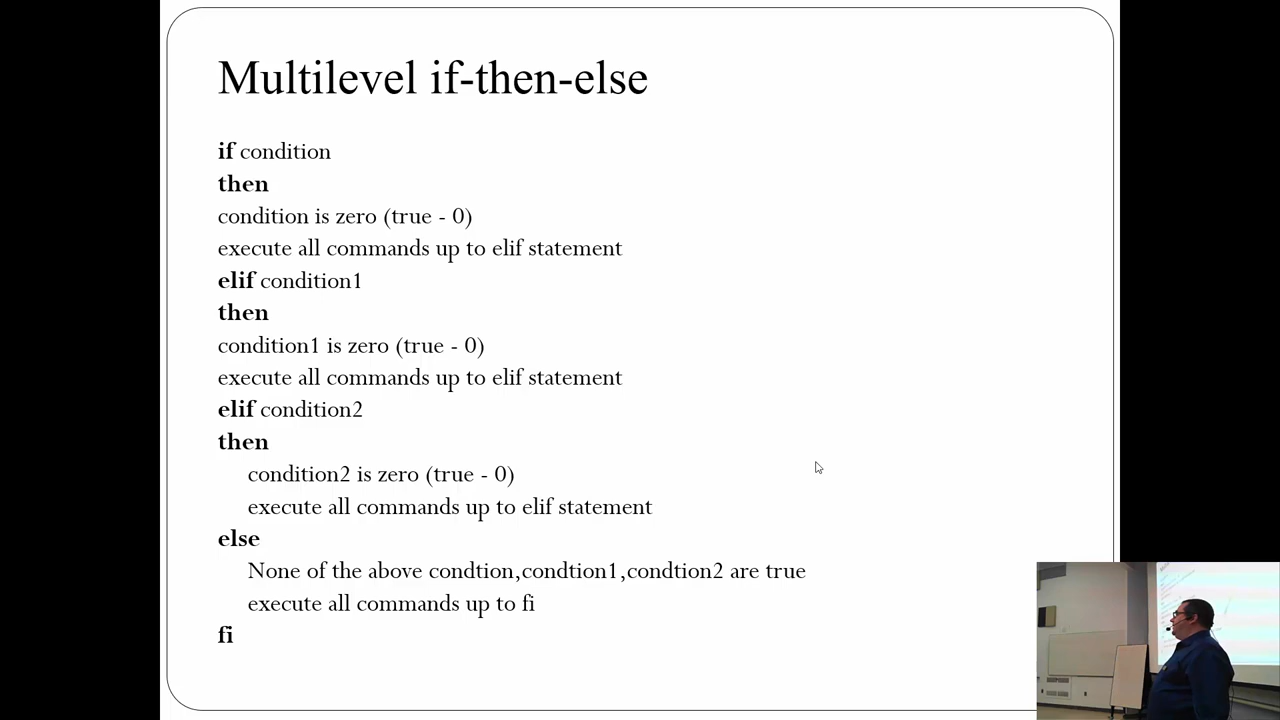 Multilevel if-then-else
if condition
then
condition is zero (true - 0)
execute all commands up to elif statement
elif condition1
then
condition1 is zero (true - 0)
execute all commands up to elif statement
elif condition2
then
condition2 is zero (true - 0)
execute all commands up to elif statement
else
None of the above condtion,condtion1,condtion2 are true
execute all commands up to fi
fi